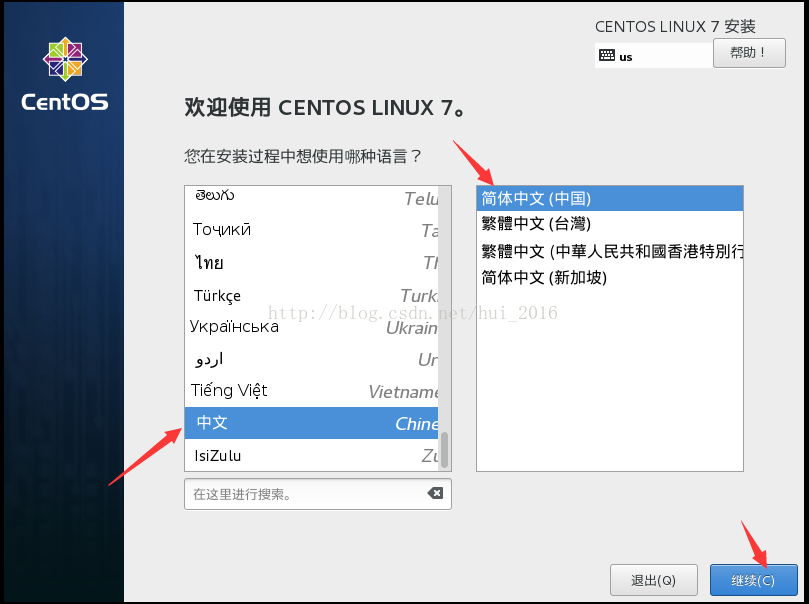 CentOS
CENTOS LINUX 7 安装
us
帮助！
欢迎使用 CENTOS LINUX 7。
您在安装过程中想使用哪种语言？
తెలుగు Telu
Тоҷикӣ Ta
ไทย Th
Türkçe Turki
Українська Ukrain
اردو Ur
Tiếng Việt Vietname
中文 Chine
IsiZulu Zu
在这里进行搜索。
简体中文 (中国)
繁體中文 (台灣)
繁體中文 (中華人民共和國香港特別行
简体中文 (新加坡)
http://blog.csdn.net/hui_2016
退出(Q)
继续(C)